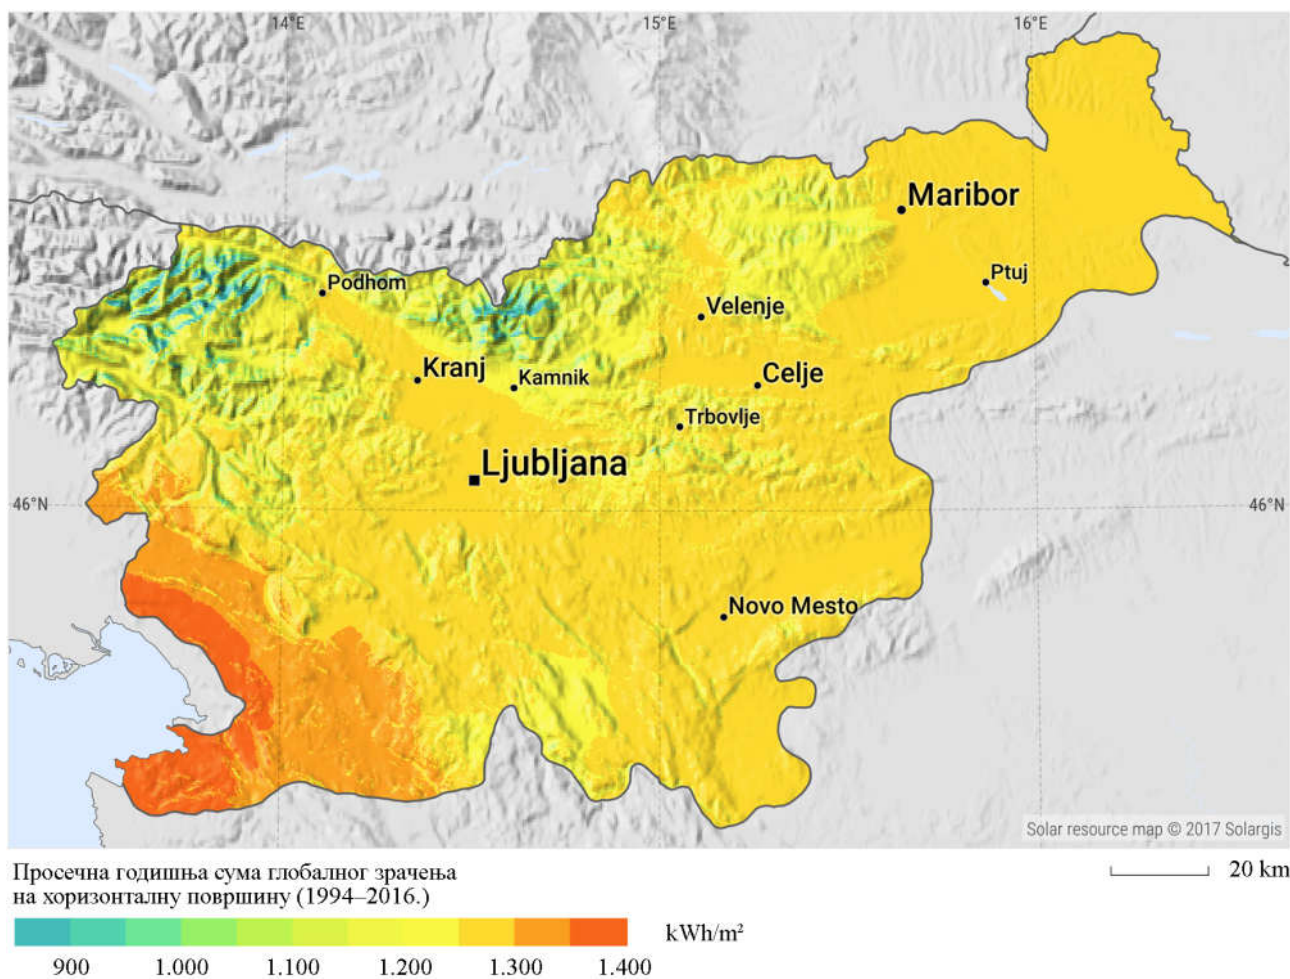 14°E 15°E 16°E
Maribor
Podhom
Ptuj
Velenje
Kranj
Kamnik
Celje
Trbovlje
Ljubljana
46°N 46°N
Novo Mesto
Solar resource map © 2017 Solargis
20 km
Просечна годишња сума глобалног зрачења
на хоризонталну површину (1994–2016.)
kWh/m²
900 1.000 1.100 1.200 1.300 1.400